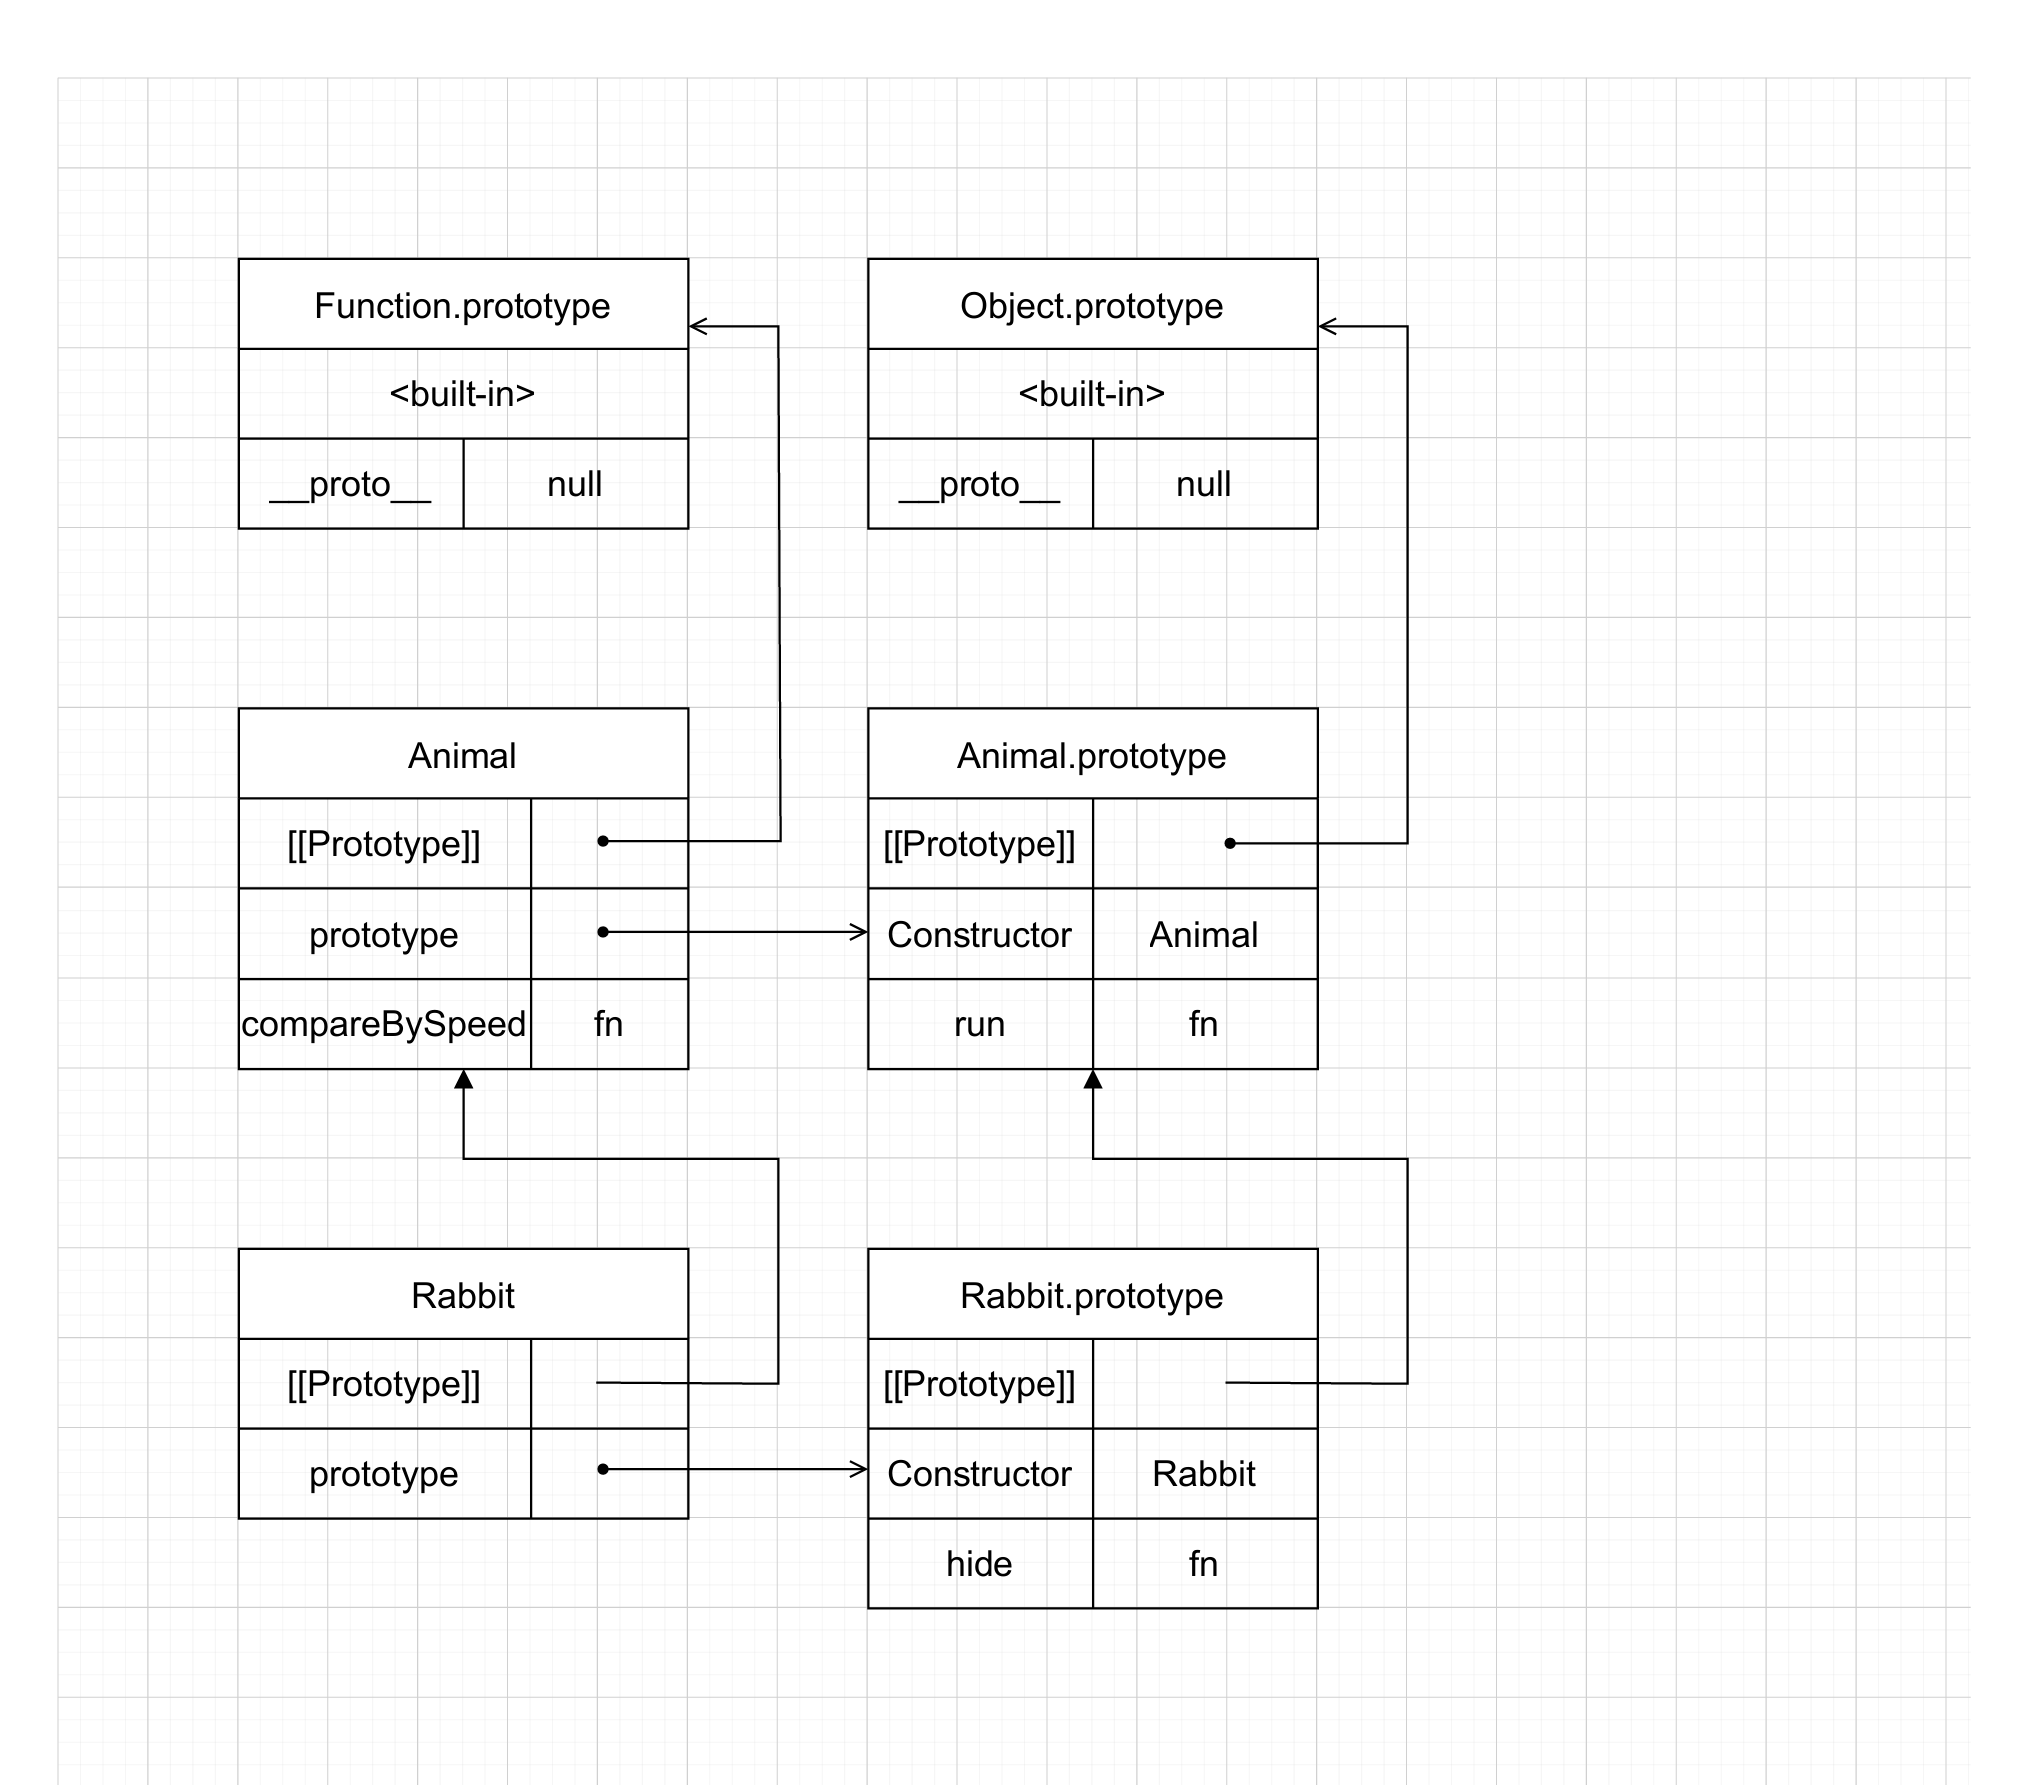 Function.prototype
<built-in>
__proto__ null
Object.prototype
<built-in>
__proto__ null
Animal
[[Prototype]]
prototype
compareBySpeed fn
Animal.prototype
[[Prototype]]
Constructor Animal
run fn
Rabbit
[[Prototype]]
prototype
Rabbit.prototype
[[Prototype]]
Constructor Rabbit
hide fn